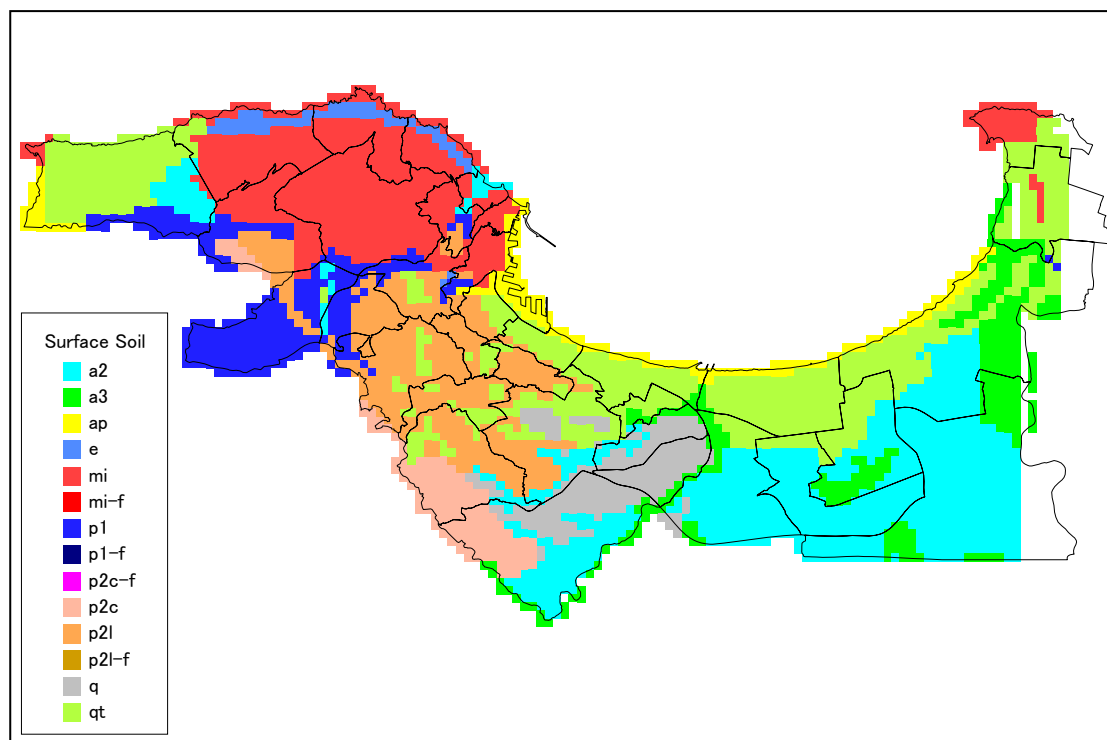 Surface Soil
a2
a3
ap
e
mi
mi-f
p1
p1-f
p2c-f
p2c
p2l
p2l-f
q
qt